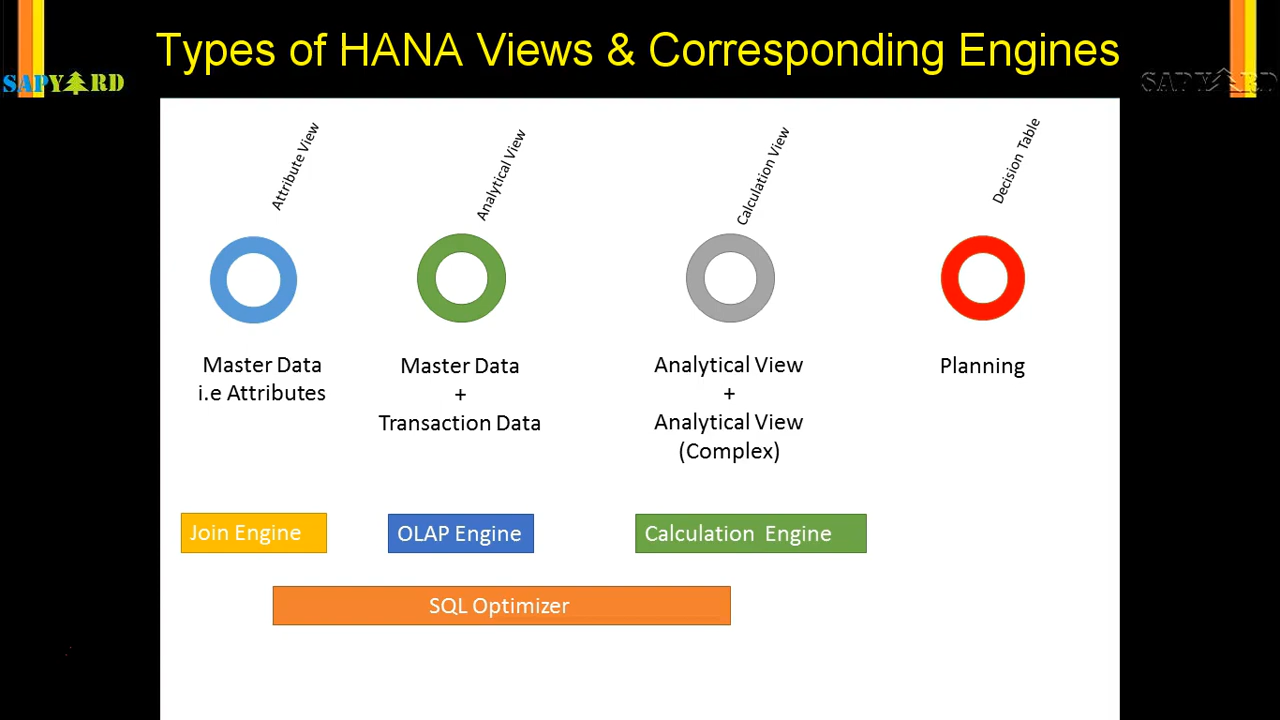 Types of HANA Views & Corresponding Engines
SAPYARD
SAPYARD
Attribute View
Analytical View
Calculation View
Decision Table
Master Data
i.e Attributes
Master Data
+
Transaction Data
Analytical View
+
Analytical View
(Complex)
Planning
Join Engine
OLAP Engine
Calculation Engine
SQL Optimizer